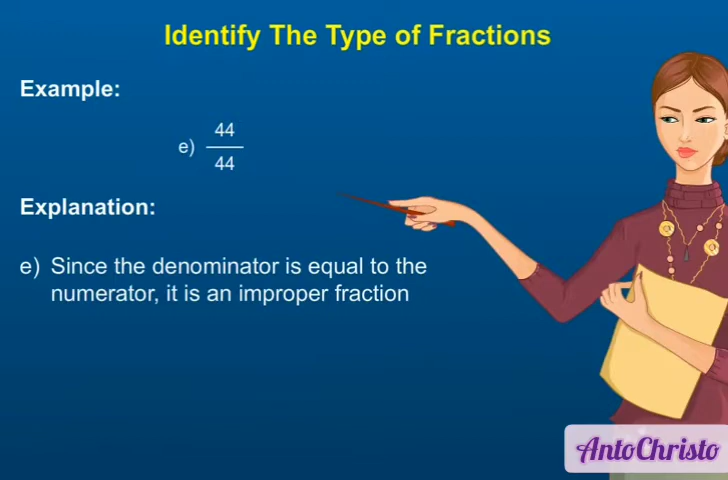 Identify The Type of Fractions
Example:
e) 44
44
Explanation:
e) Since the denominator is equal to the
numerator, it is an improper fraction
AntoChristo